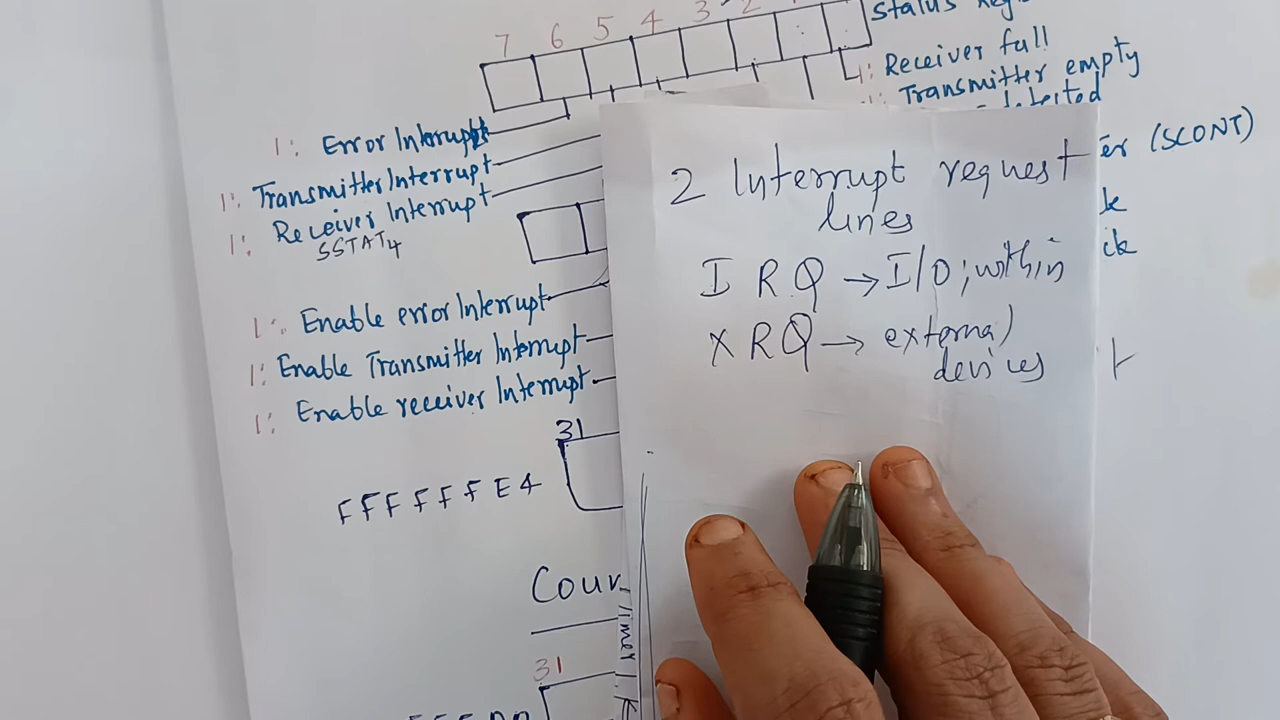 7 6 5 4 3 2
Status
1: Receiver full
1: Transmitter empty
1: Error Interrupt
1: Transmitter Interrupt
1: Receiver Interrupt
SSTAT4
er (SCONT)
2 Interrupt request
lines
IRQ → I/O; within
XRQ → external
devices
1: Enable error Interrupt
1: Enable Transmitter Interrupt
1: Enable receiver Interrupt
31
FFFFFFE4
Coun
Timer
31